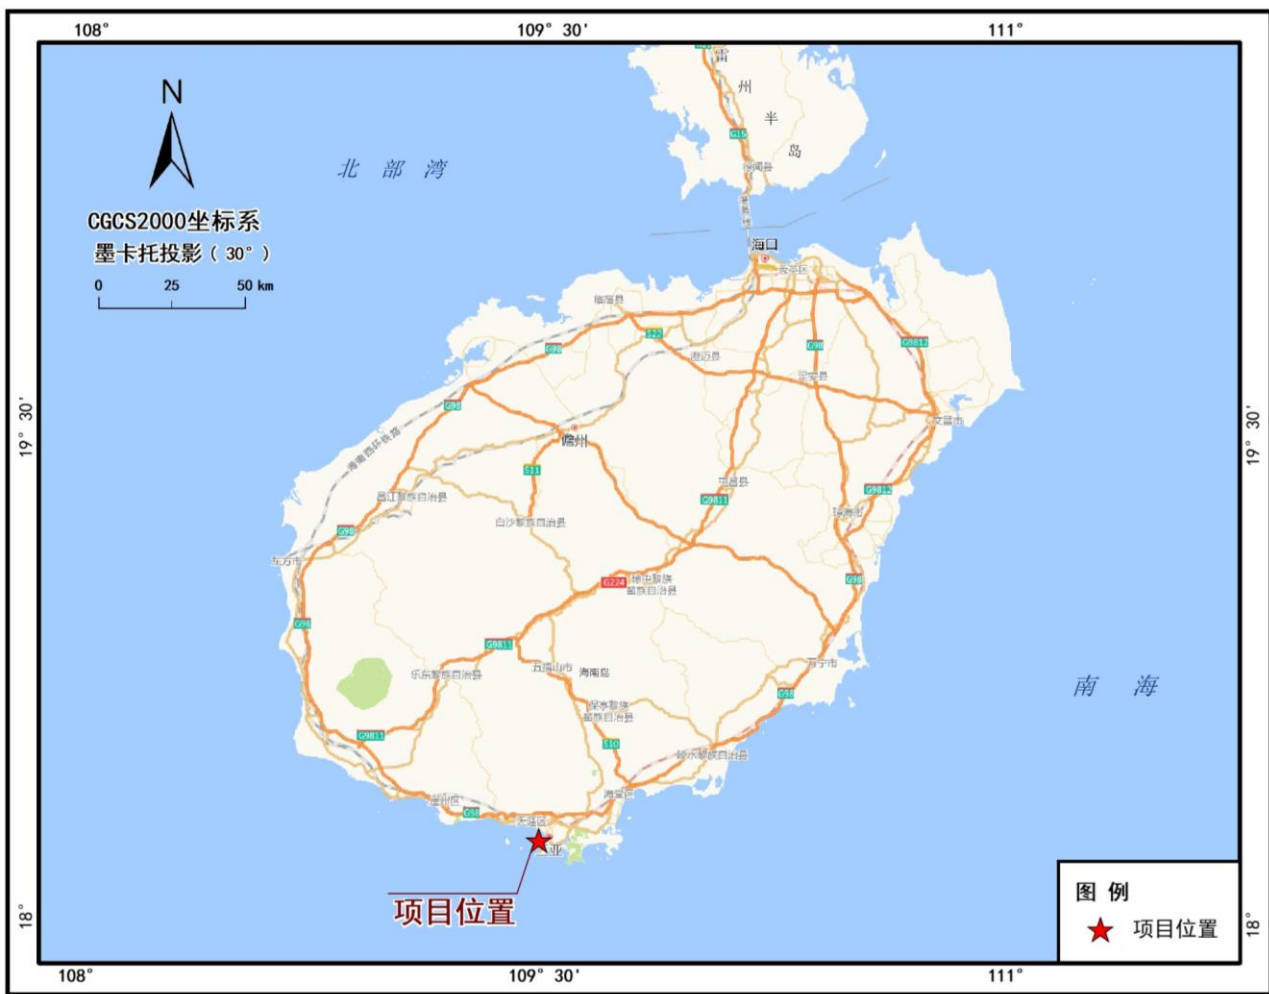 108°
109° 30'
111°
N
CGCS2000坐标系
墨卡托投影（30°）
0 25 50 km
北部湾
雷州半岛
G15
徐闻县
海口
临高县
S22
澄迈县
G98
G98
定安县
G9812
G98
文昌市
19° 30'
19° 30'
儋州
海南西环铁路
S11
昌江黎族自治县
白沙黎族自治县
屯昌县
G9811
G9812
琼海市
G98
东方市
G224
琼中黎族
苗族自治县
G98
G98
G9811
五指山市
海南岛
乐东黎族自治县
万宁市
G98
南海
保亭黎族
苗族自治县
G9811
S10
陵水黎族自治县
海棠区
崖州区
G98
天涯区
项目位置
图 例
项目位置
18°
18°
108°
109° 30'
111°